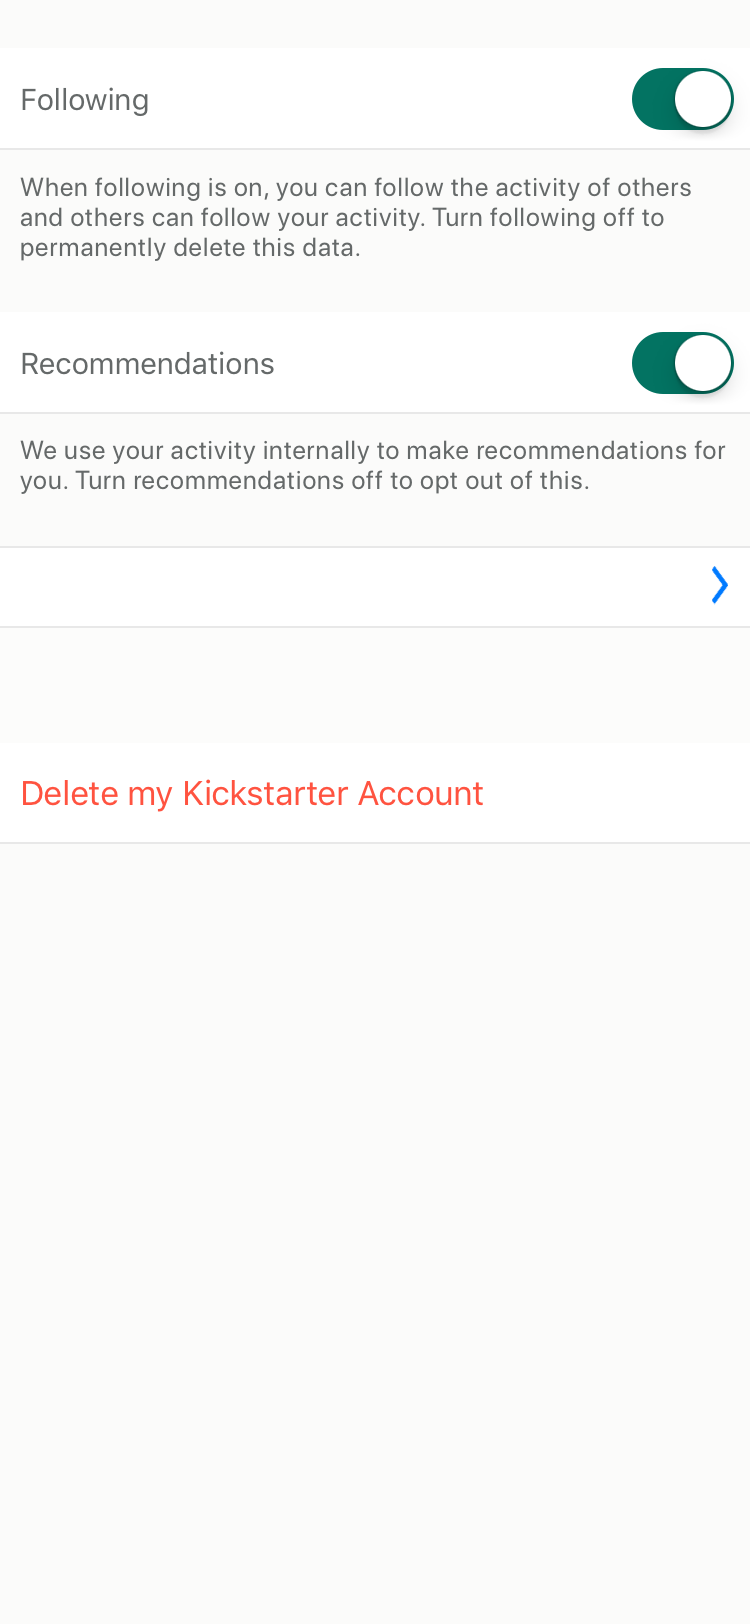 Following
When following is on, you can follow the activity of others
and others can follow your activity. Turn following off to
permanently delete this data.
Recommendations
We use your activity internally to make recommendations for
you. Turn recommendations off to opt out of this.
Delete my Kickstarter Account